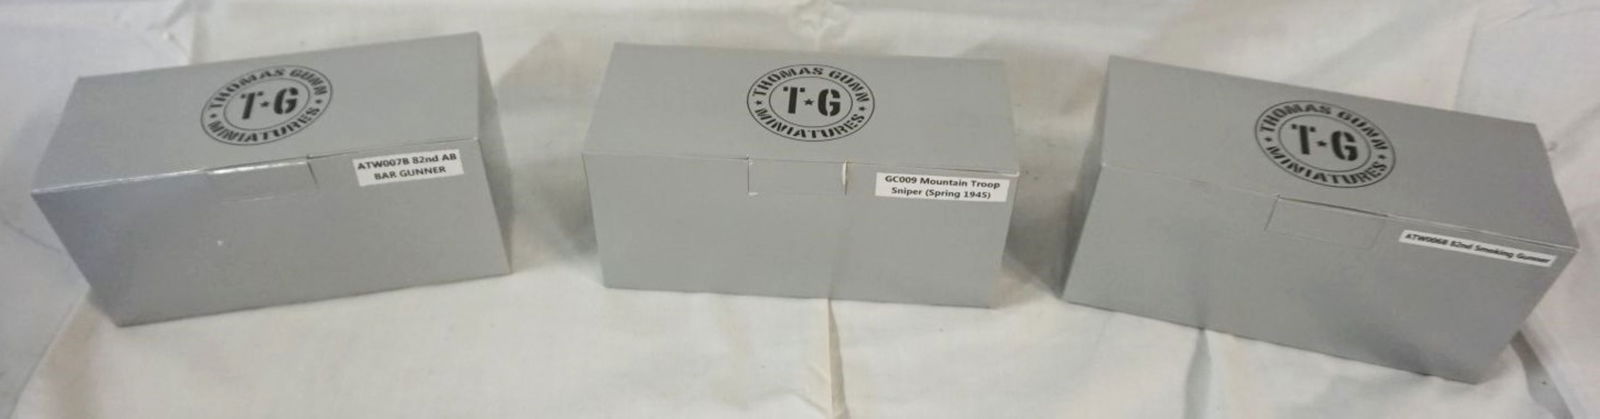 THOMAS GUNN
T★G
MINIATURES
ATW007B 82nd AB
BAR GUNNER
THOMAS GUNN
T★G
MINIATURES
GC009 Mountain Troop
Sniper (Spring 1945)
THOMAS GUNN
T★G
MINIATURES
ATW006B 82nd Smoking Gunner